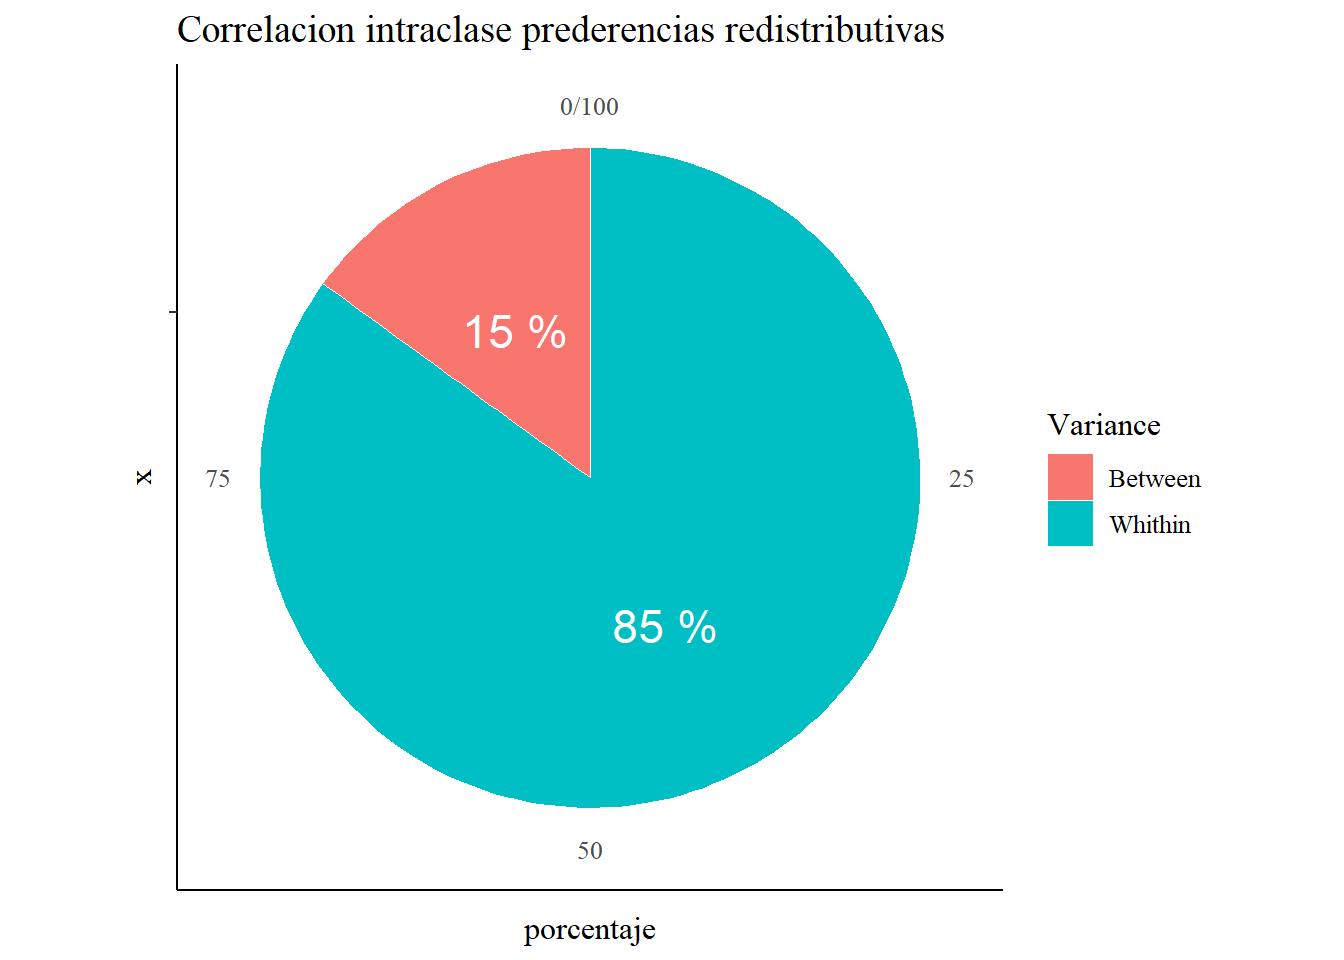 Correlacion intraclase prederencias redistributivas
0/100
15 %
75
x
25
Variance
Between
Whithin
85 %
50
porcentaje